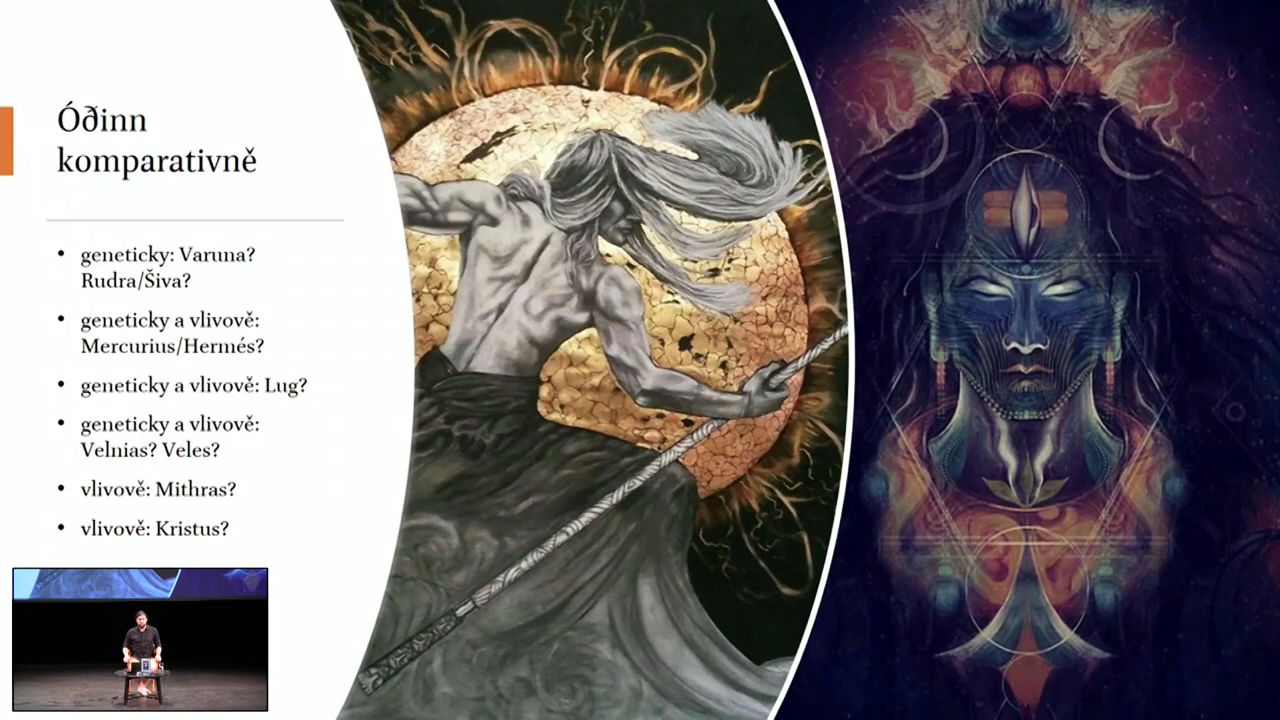 Óðinn
komparativně
• geneticky: Varuna?
Rudra/Šiva?
• geneticky a vlivově:
Mercurius/Hermés?
• geneticky a vlivově: Lug?
• geneticky a vlivově:
Velnias? Veles?
• vlivově: Mithras?
• vlivově: Kristus?